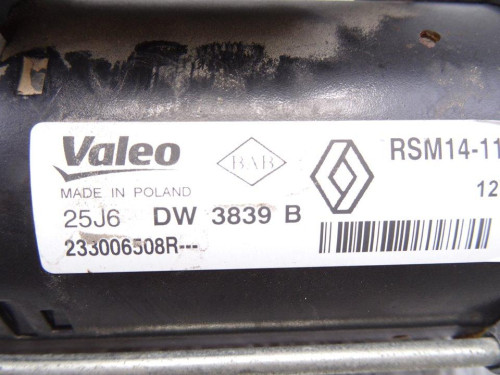 Valeo
BAB
RSM14-11
MADE IN POLAND
12
25J6 DW 3839 B
233006508R---